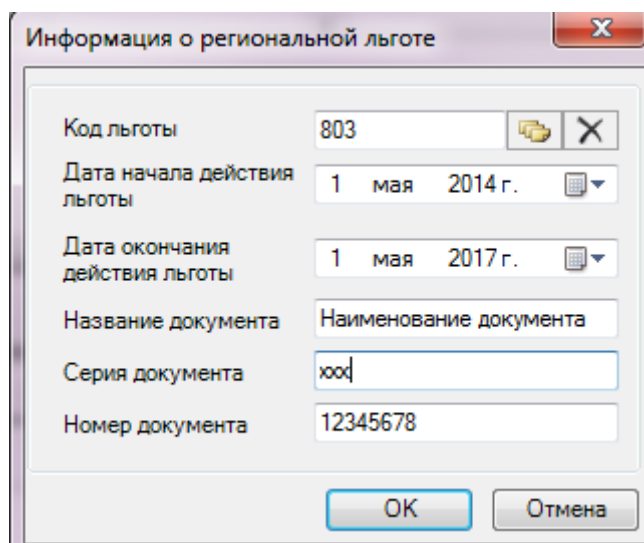 Информация о региональной льготе
Код льготы 803
Дата начала действия
льготы 1 мая 2014 г.
Дата окончания
действия льготы 1 мая 2017 г.
Название документа Наименование документа
Серия документа xxx
Номер документа 12345678
OK Отмена